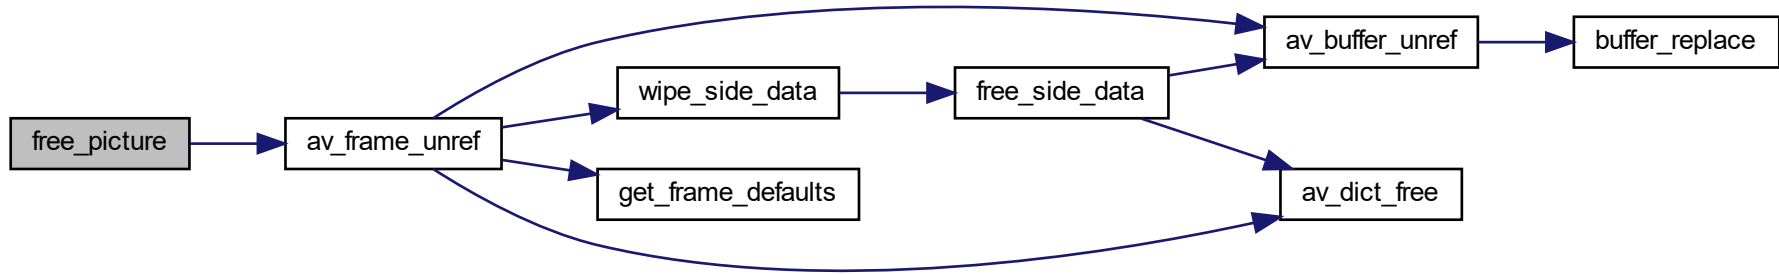 free_picture
av_frame_unref
wipe_side_data
get_frame_defaults
free_side_data
av_buffer_unref
av_dict_free
buffer_replace